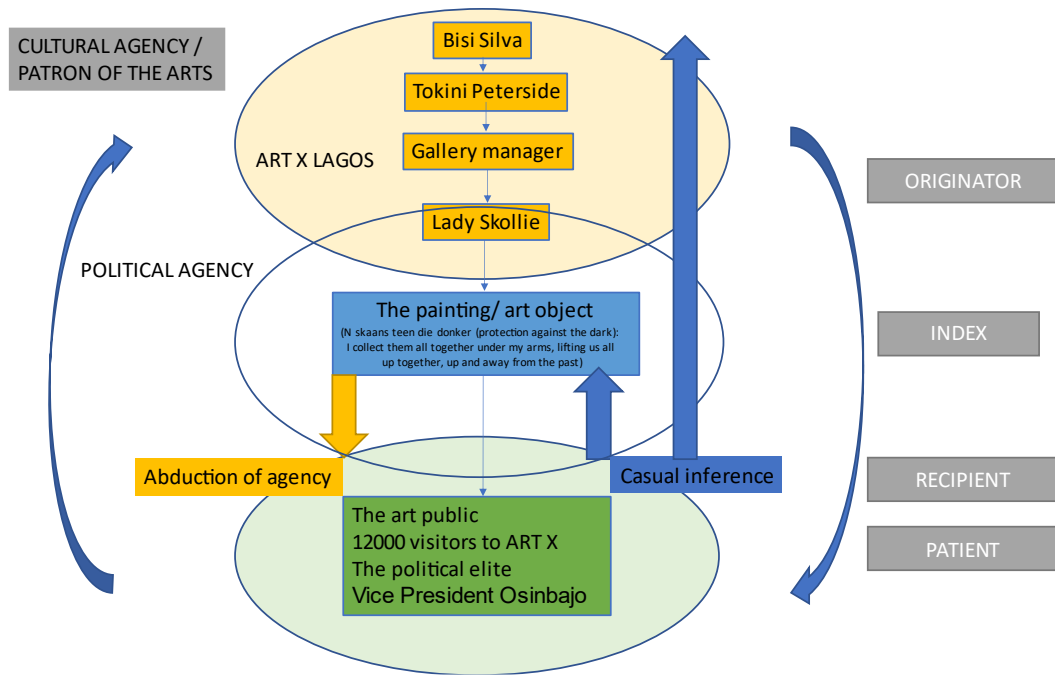 CULTURAL AGENCY /
PATRON OF THE ARTS
Bisi Silva
Tokini Peterside
Gallery manager
ART X LAGOS
Lady Skollie
ORIGINATOR
POLITICAL AGENCY
The painting/ art object
(N skaans teen die donker (protection against the dark):
I collect them all together under my arms, lifting us all
up together, up and away from the past)
INDEX
Abduction of agency
Casual inference
RECIPIENT
The art public
12000 visitors to ART X
The political elite
Vice President Osinbajo
PATIENT